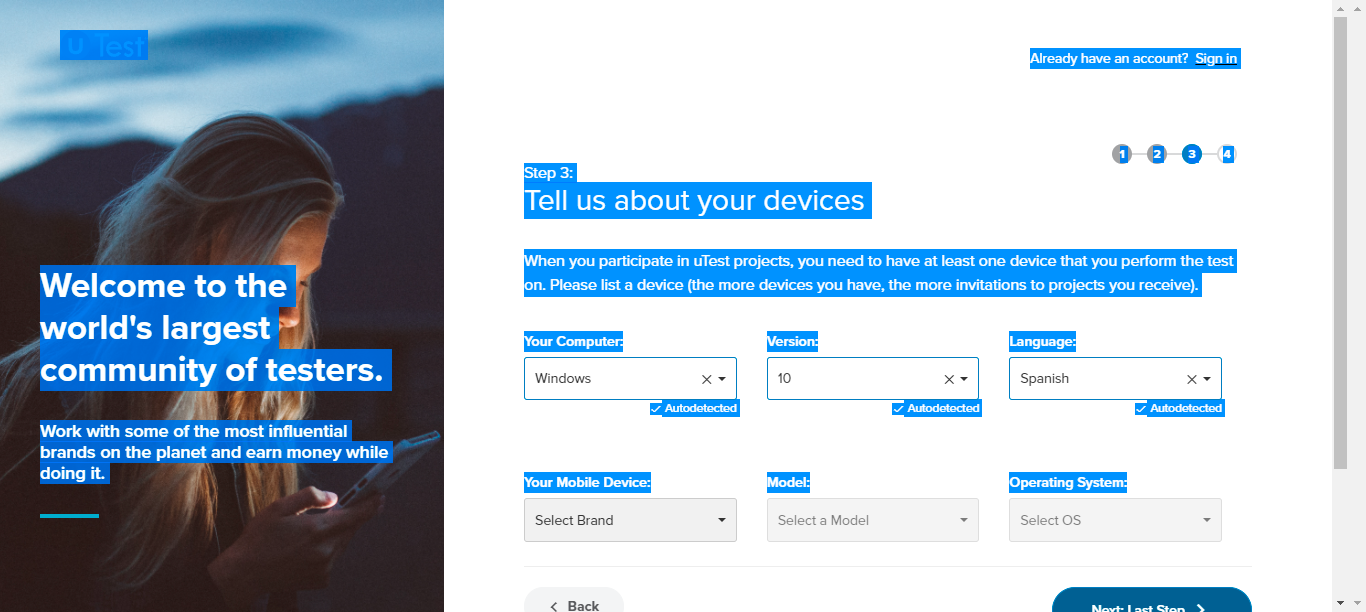 u Test
Welcome to the
world's largest
community of testers.
Work with some of the most influential
brands on the planet and earn money while
doing it.
Already have an account? Sign in
1 2 3 4
Step 3:
Tell us about your devices
When you participate in uTest projects, you need to have at least one device that you perform the test
on. Please list a device (the more devices you have, the more invitations to projects you receive).
Your Computer: Version: Language:
Windows 10 Spanish
Autodetected Autodetected Autodetected
Your Mobile Device: Model: Operating System:
Select Brand Select a Model Select OS
Back Next: Last Step